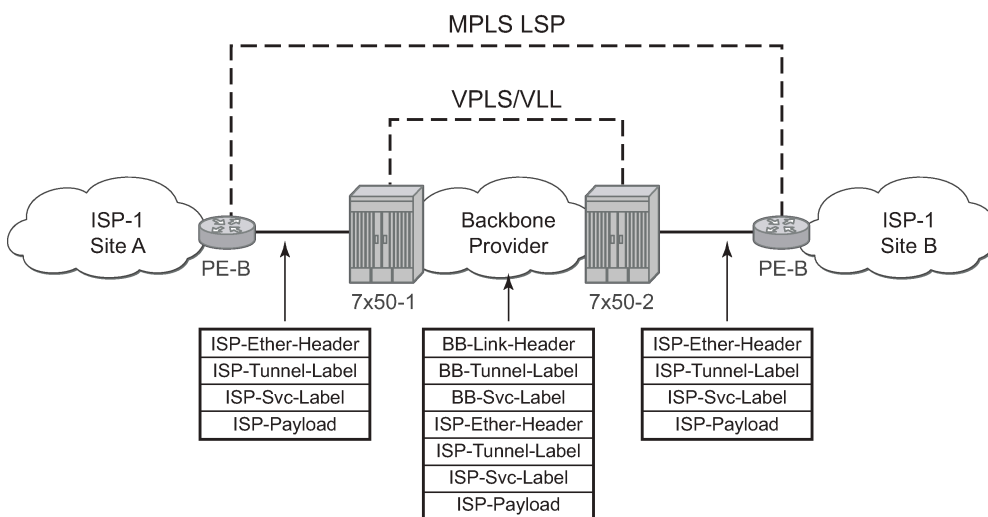 MPLS LSP
VPLS/VLL
ISP-1
Site A
PE-B
7x50-1
Backbone
Provider
7x50-2
PE-B
ISP-1
Site B
ISP-Ether-Header
ISP-Tunnel-Label
ISP-Svc-Label
ISP-Payload
BB-Link-Header
BB-Tunnel-Label
BB-Svc-Label
ISP-Ether-Header
ISP-Tunnel-Label
ISP-Svc-Label
ISP-Payload
ISP-Ether-Header
ISP-Tunnel-Label
ISP-Svc-Label
ISP-Payload